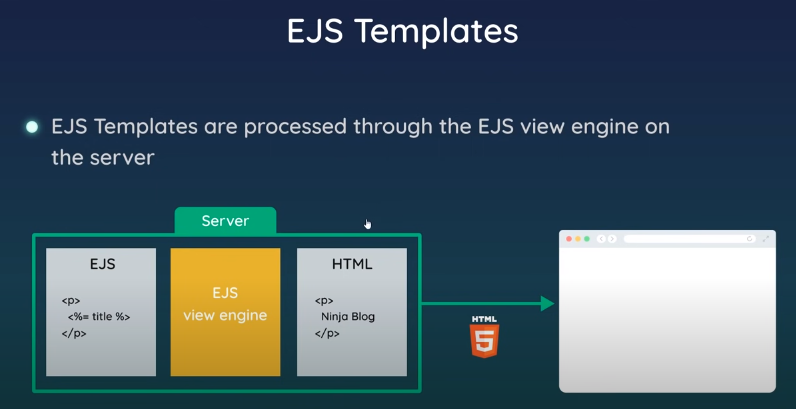 EJS Templates
EJS Templates are processed through the EJS view engine on
the server
Server
EJS
<p>
<%= title %>
</p>
EJS
view engine
HTML
<p>
Ninja Blog
</p>
HTML
5